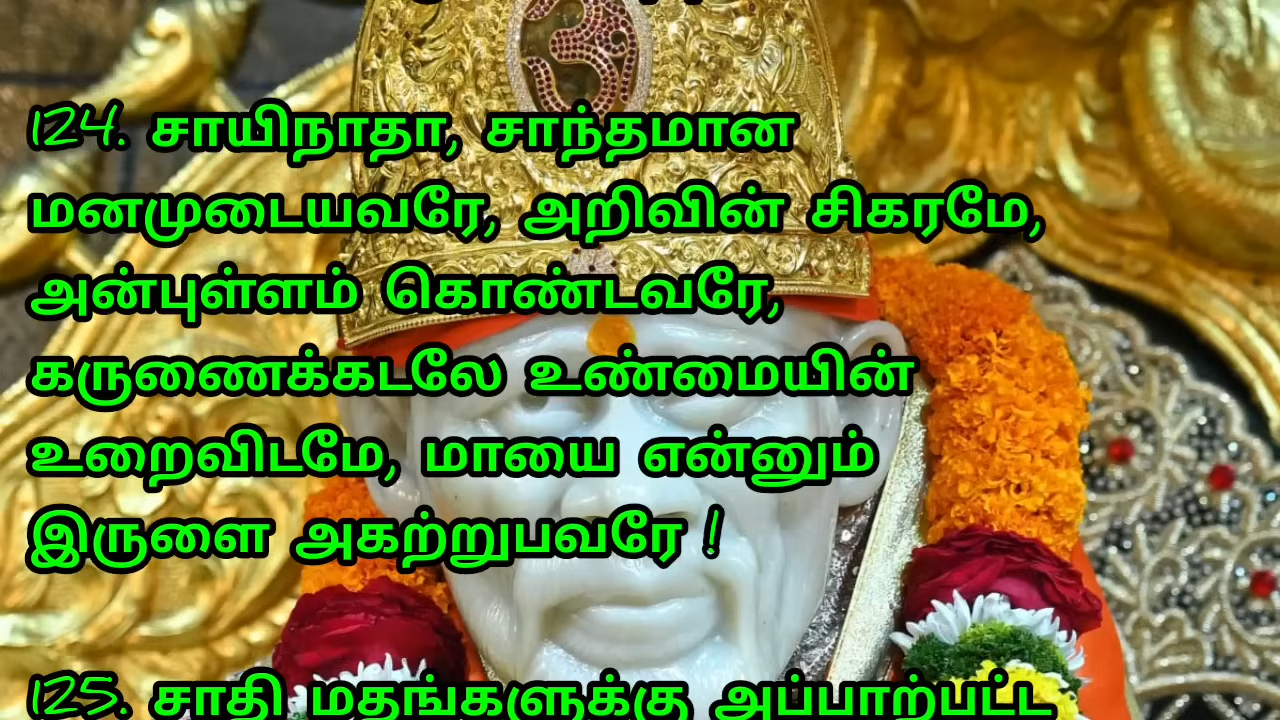 124. சாயிநாதா, சாந்தமான
மனமுடையவரே, அறிவின் சிகரமே,
அன்புள்ளம் கொண்டவரே,
கருணைக்கடலே உண்மையின்
உறைவிடமே, மாயை என்னும்
இருளை அகற்றுபவரே !
125. சாதி மதங்களுக்கு அப்பாற்பட்ட